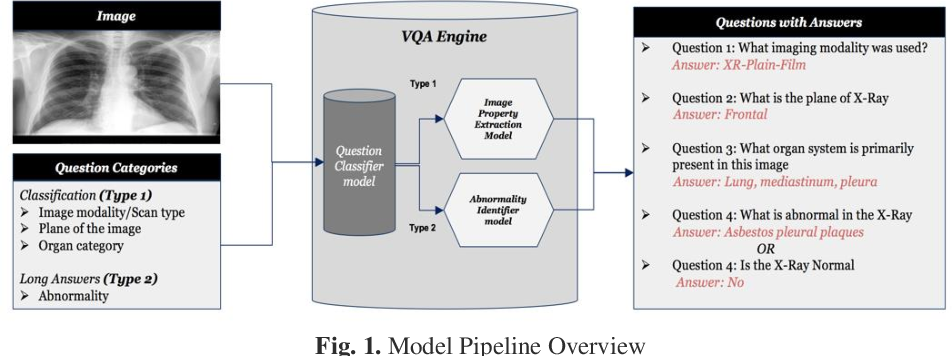 Image
Question Categories
Classification (Type 1)
➢ Image modality/Scan type
➢ Plane of the image
➢ Organ category
Long Answers (Type 2)
➢ Abnormality
VQA Engine
Question
Classifier
model
Type 1
Image
Property
Extraction
Model
Type 2
Abnormality
Identifier
model
Questions with Answers
➢ Question 1: What imaging modality was used?
Answer: XR-Plain-Film
➢ Question 2: What is the plane of X-Ray
Answer: Frontal
➢ Question 3: What organ system is primarily
present in this image
Answer: Lung, mediastinum, pleura
➢ Question 4: What is abnormal in the X-Ray
Answer: Asbestos pleural plaques
OR
➢ Question 4: Is the X-Ray Normal
Answer: No
Fig. 1. Model Pipeline Overview